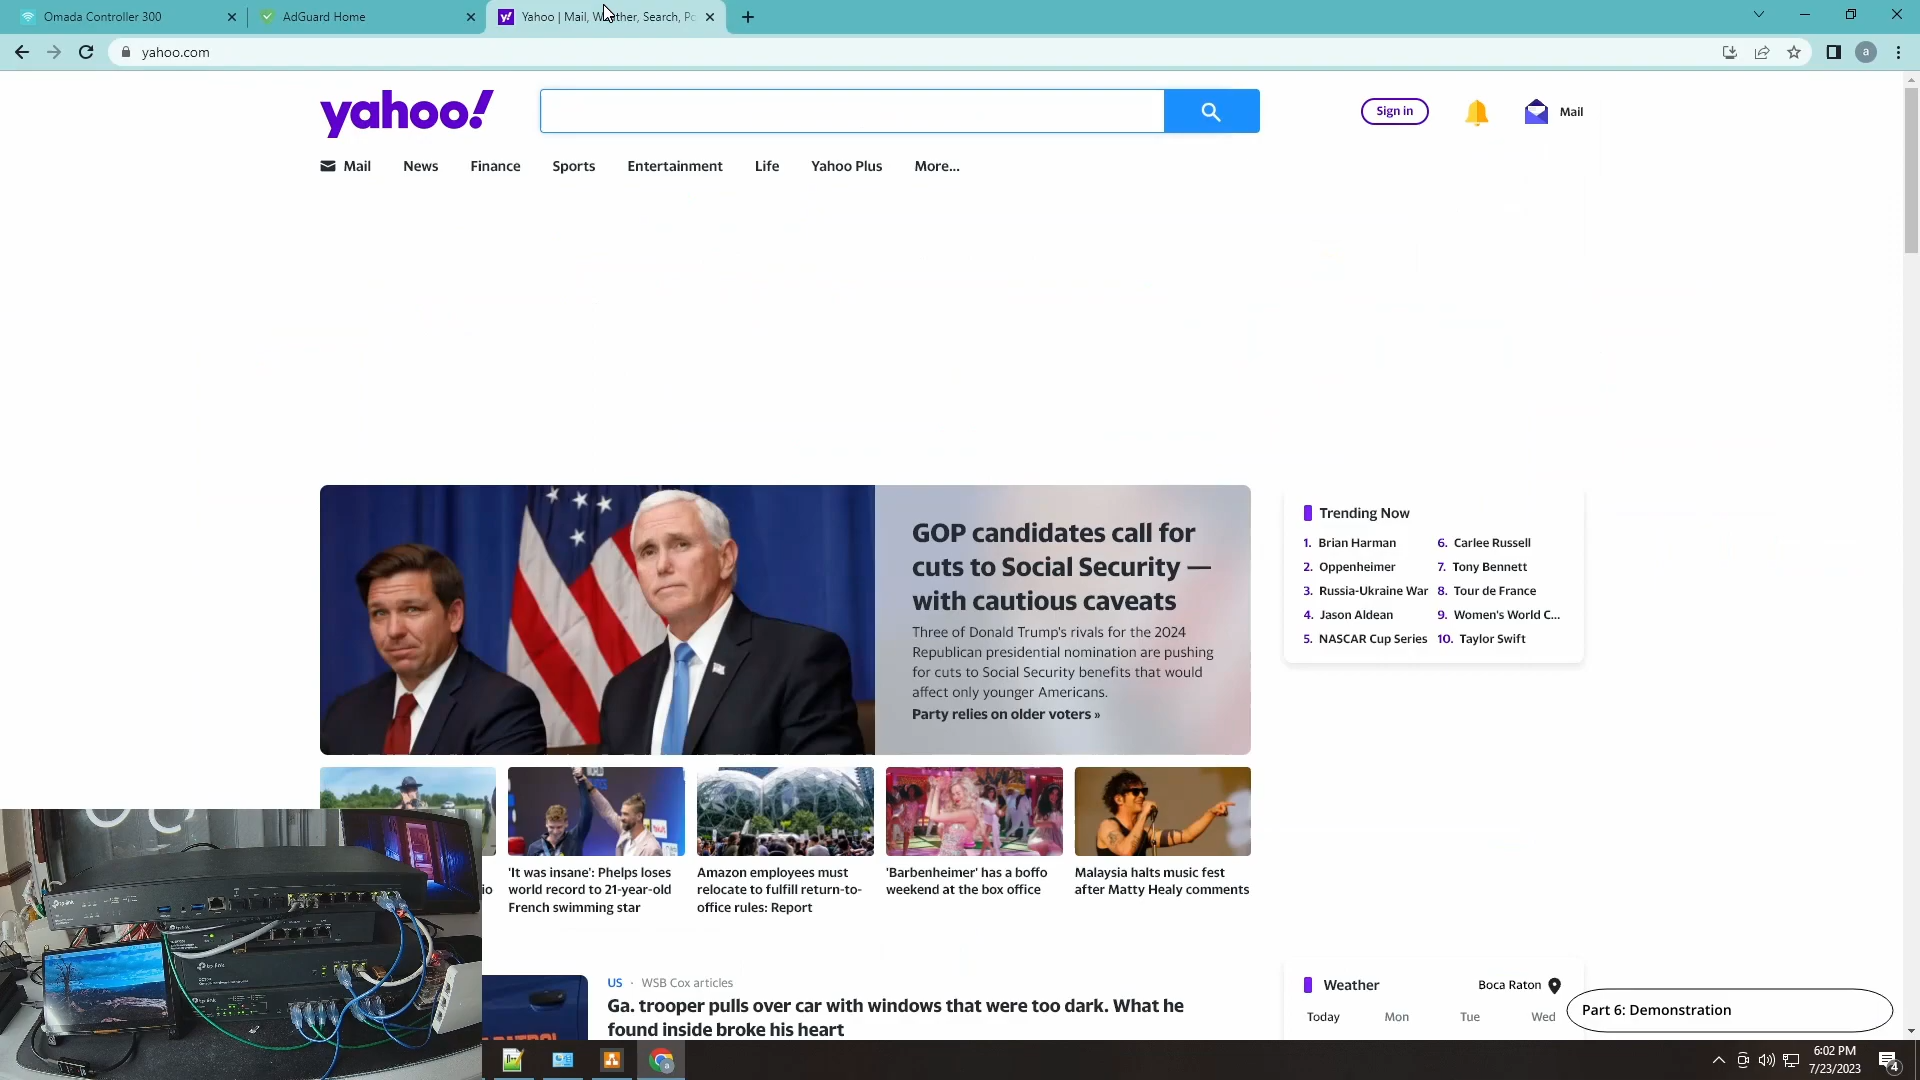 Omada Controller 300
AdGuard Home
Yahoo | Mail, Weather, Search, Po
yahoo.com
a
yahoo!
Sign in
Mail
Mail
News
Finance
Sports
Entertainment
Life
Yahoo Plus
More...
GOP candidates call for
cuts to Social Security —
with cautious caveats
Three of Donald Trump's rivals for the 2024
Republican presidential nomination are pushing
for cuts to Social Security benefits that would
affect only younger Americans.
Party relies on older voters »
Trending Now
1. Brian Harman
2. Oppenheimer
3. Russia-Ukraine War
4. Jason Aldean
5. NASCAR Cup Series
6. Carlee Russell
7. Tony Bennett
8. Tour de France
9. Women's World C...
10. Taylor Swift
io
'It was insane': Phelps loses
world record to 21-year-old
French swimming star
Amazon employees must
relocate to fulfill return-to-
office rules: Report
'Barbenheimer' has a boffo
weekend at the box office
Malaysia halts music fest
after Matty Healy comments
US · WSB Cox articles
Ga. trooper pulls over car with windows that were too dark. What he
found inside broke his heart
Weather
Boca Raton
Today
Mon
Tue
Wed
Part 6: Demonstration
tp-link
tp-link
tp-link
6:02 PM
7/23/2023
4